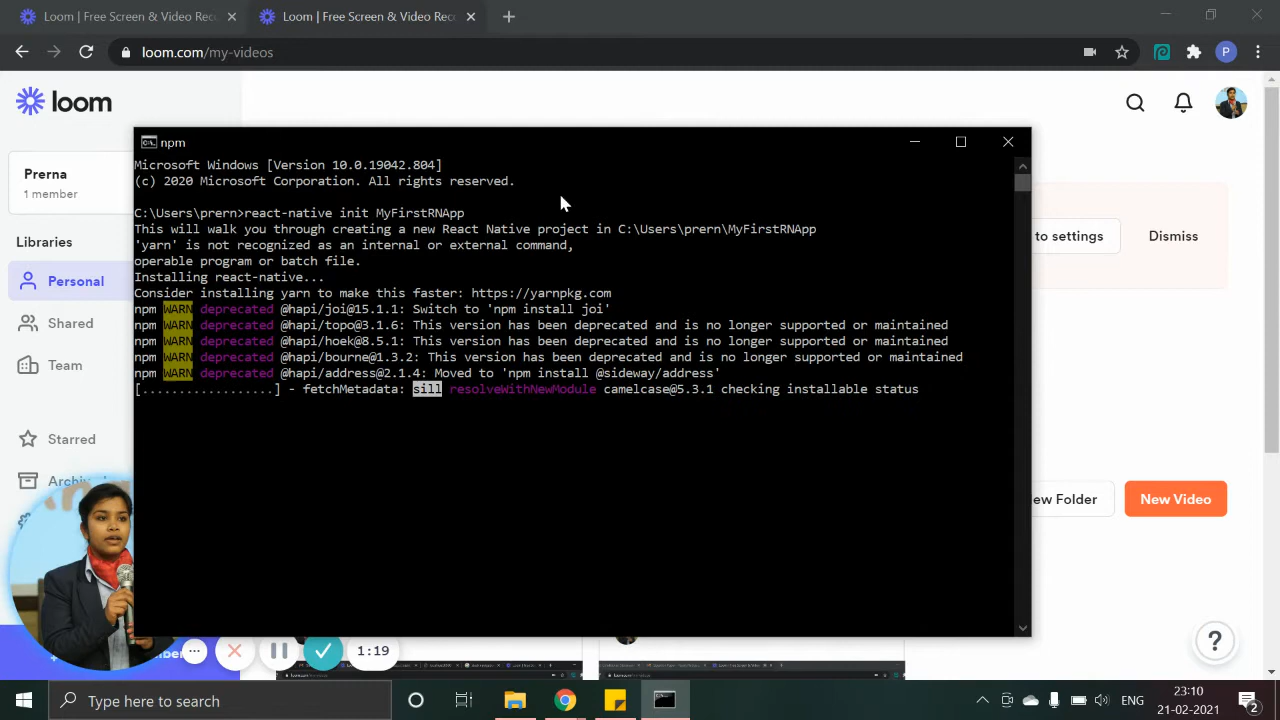 Loom | Free Screen & Video Rec
Loom | Free Screen & Video Reco
loom.com/my-videos
P
loom
Prerna
1 member
Libraries
Personal
Shared
Team
Starred
to settings
Dismiss
npm
Microsoft Windows [Version 10.0.19042.804]
(c) 2020 Microsoft Corporation. All rights reserved.
C:\Users\prern>react-native init MyFirstRNApp
This will walk you through creating a new React Native project in C:\Users\prern\MyFirstRNApp
'yarn' is not recognized as an internal or external command,
operable program or batch file.
Installing react-native...
Consider installing yarn to make this faster: https://yarnpkg.com
npm WARN deprecated @hapi/joi@15.1.1: Switch to 'npm install joi'
npm WARN deprecated @hapi/topo@3.1.6: This version has been deprecated and is no longer supported or maintained
npm WARN deprecated @hapi/hoek@8.5.1: This version has been deprecated and is no longer supported or maintained
npm WARN deprecated @hapi/bourne@1.3.2: This version has been deprecated and is no longer supported or maintained
npm WARN deprecated @hapi/address@2.1.4: Moved to 'npm install @sideway/address'
[..................] - fetchMetadata: sill resolveWithNewModule camelcase@5.3.1 checking installable status
ew Folder
New Video
1:19
?
Type here to search
ENG
23:10
21-02-2021
2